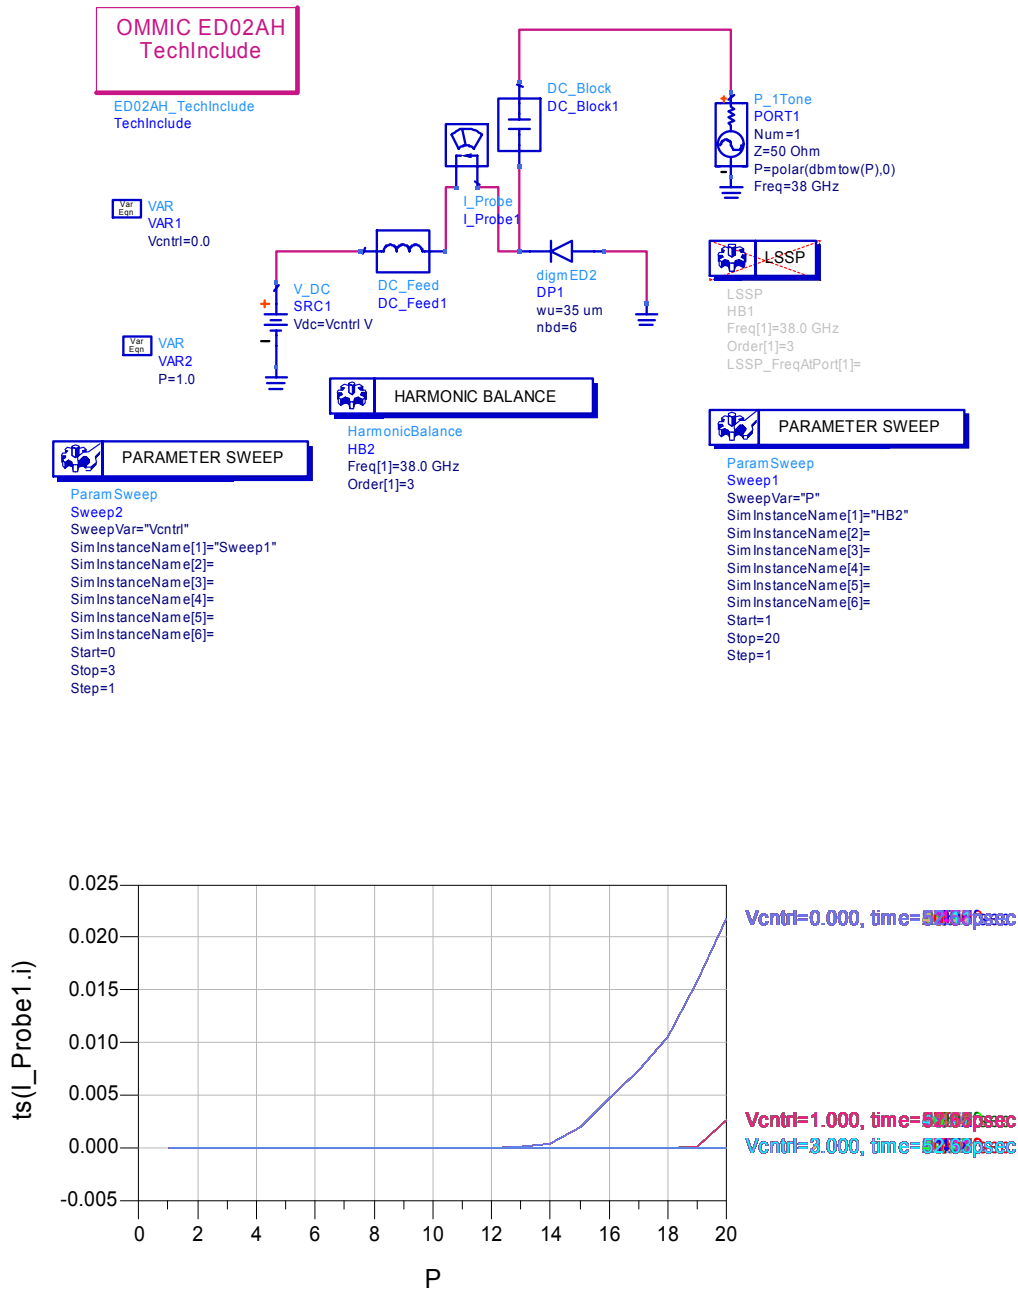 OMMIC ED02AH
TechInclude
ED02AH_TechInclude
TechInclude
DC_Block
DC_Block1
P_1Tone
PORT1
Num=1
Z=50 Ohm
P=polar(dbmtow(P),0)
Freq=38 GHz
I_Probe
I_Probe1
Var
Eqn
VAR
VAR1
Vcntrl=0.0
V_DC
SRC1
Vdc=Vcntrl V
DC_Feed
DC_Feed1
digmED2
DP1
wu=35 um
nbd=6
LSSP
LSSP
HB1
Freq[1]=38.0 GHz
Order[1]=3
LSSP_FreqAtPort[1]=
Var
Eqn
VAR
VAR2
P=1.0
HARMONIC BALANCE
HarmonicBalance
HB2
Freq[1]=38.0 GHz
Order[1]=3
PARAMETER SWEEP
ParamSweep
Sweep2
SweepVar="Vcntrl"
SimInstanceName[1]="Sweep1"
SimInstanceName[2]=
SimInstanceName[3]=
SimInstanceName[4]=
SimInstanceName[5]=
SimInstanceName[6]=
Start=0
Stop=3
Step=1
PARAMETER SWEEP
ParamSweep
Sweep1
SweepVar="P"
SimInstanceName[1]="HB2"
SimInstanceName[2]=
SimInstanceName[3]=
SimInstanceName[4]=
SimInstanceName[5]=
SimInstanceName[6]=
Start=1
Stop=20
Step=1
ts(I_Probe1.i)
0.025
0.020
0.015
0.010
0.005
0.000
-0.005
0 2 4 6 8 10 12 14 16 18 20
P
Vcntrl=0.000, time=
Vcntrl=1.000, time=